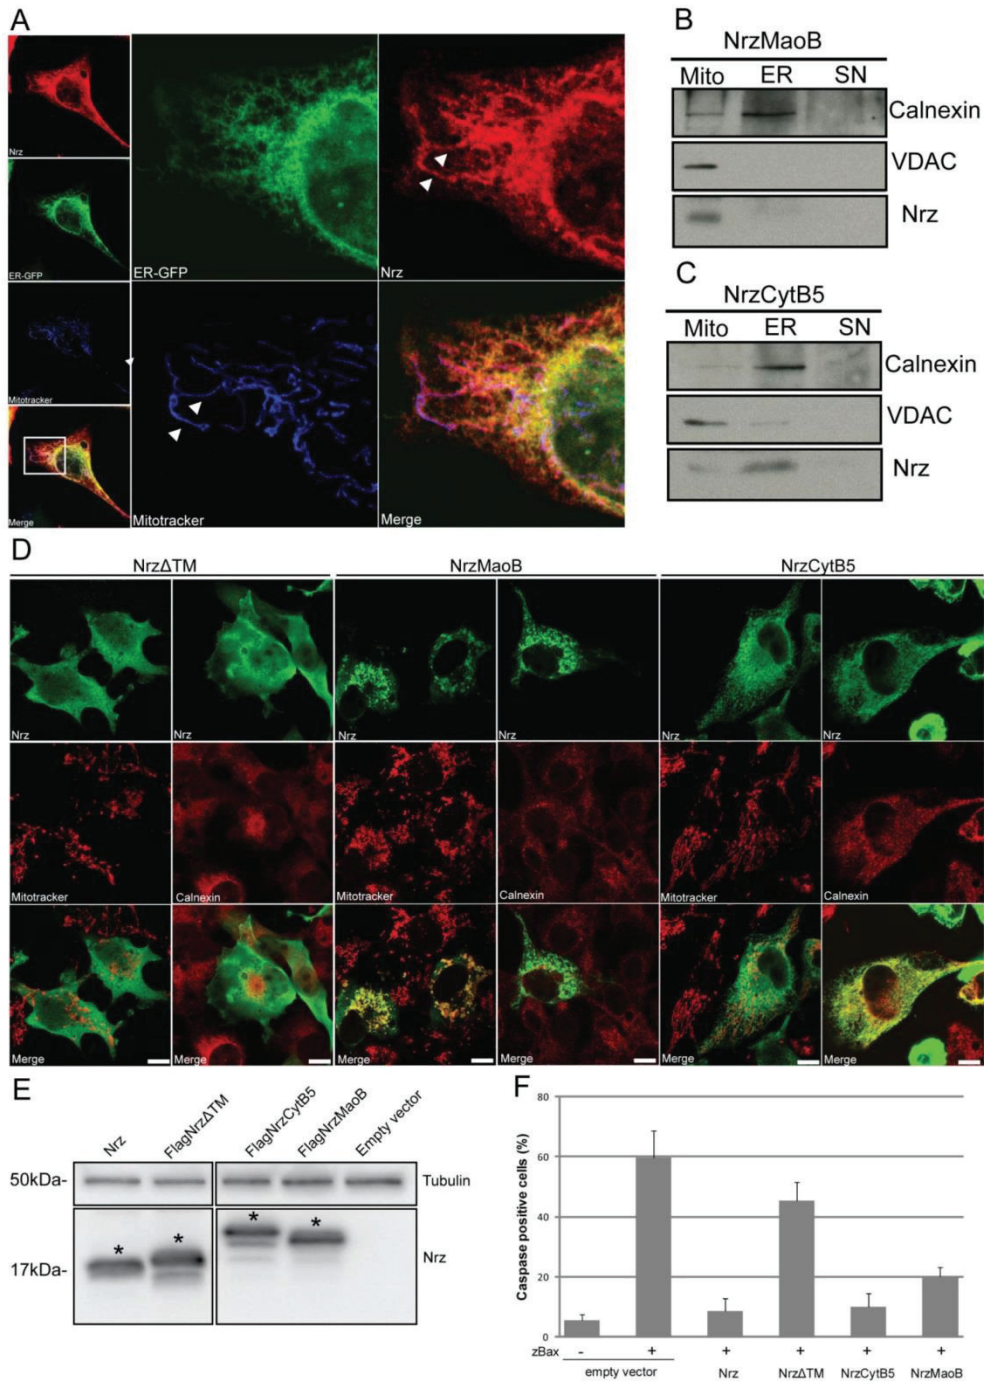 A
Nrz
ER-GFP
Mitotracker
Merge
ER-GFP
Nrz
Mitotracker
Merge
B
NrzMaoB
Mito ER SN
Calnexin
VDAC
Nrz
C
NrzCytB5
Mito ER SN
Calnexin
VDAC
Nrz
D
NrzΔTM NrzMaoB NrzCytB5
Nrz Nrz Nrz Nrz Nrz Nrz
Mitotracker Calnexin Mitotracker Calnexin Mitotracker Calnexin
Merge Merge Merge Merge Merge Merge
E
Nrz FlagNrzΔTM FlagNrzCytB5 FlagNrzMaoB Empty vector
50kDa- Tubulin
* * * *
17kDa- Nrz
F
Caspase positive cells (%)
80
60
40
20
0
zBax - + + + + +
empty vector Nrz NrzΔTM NrzCytB5 NrzMaoB